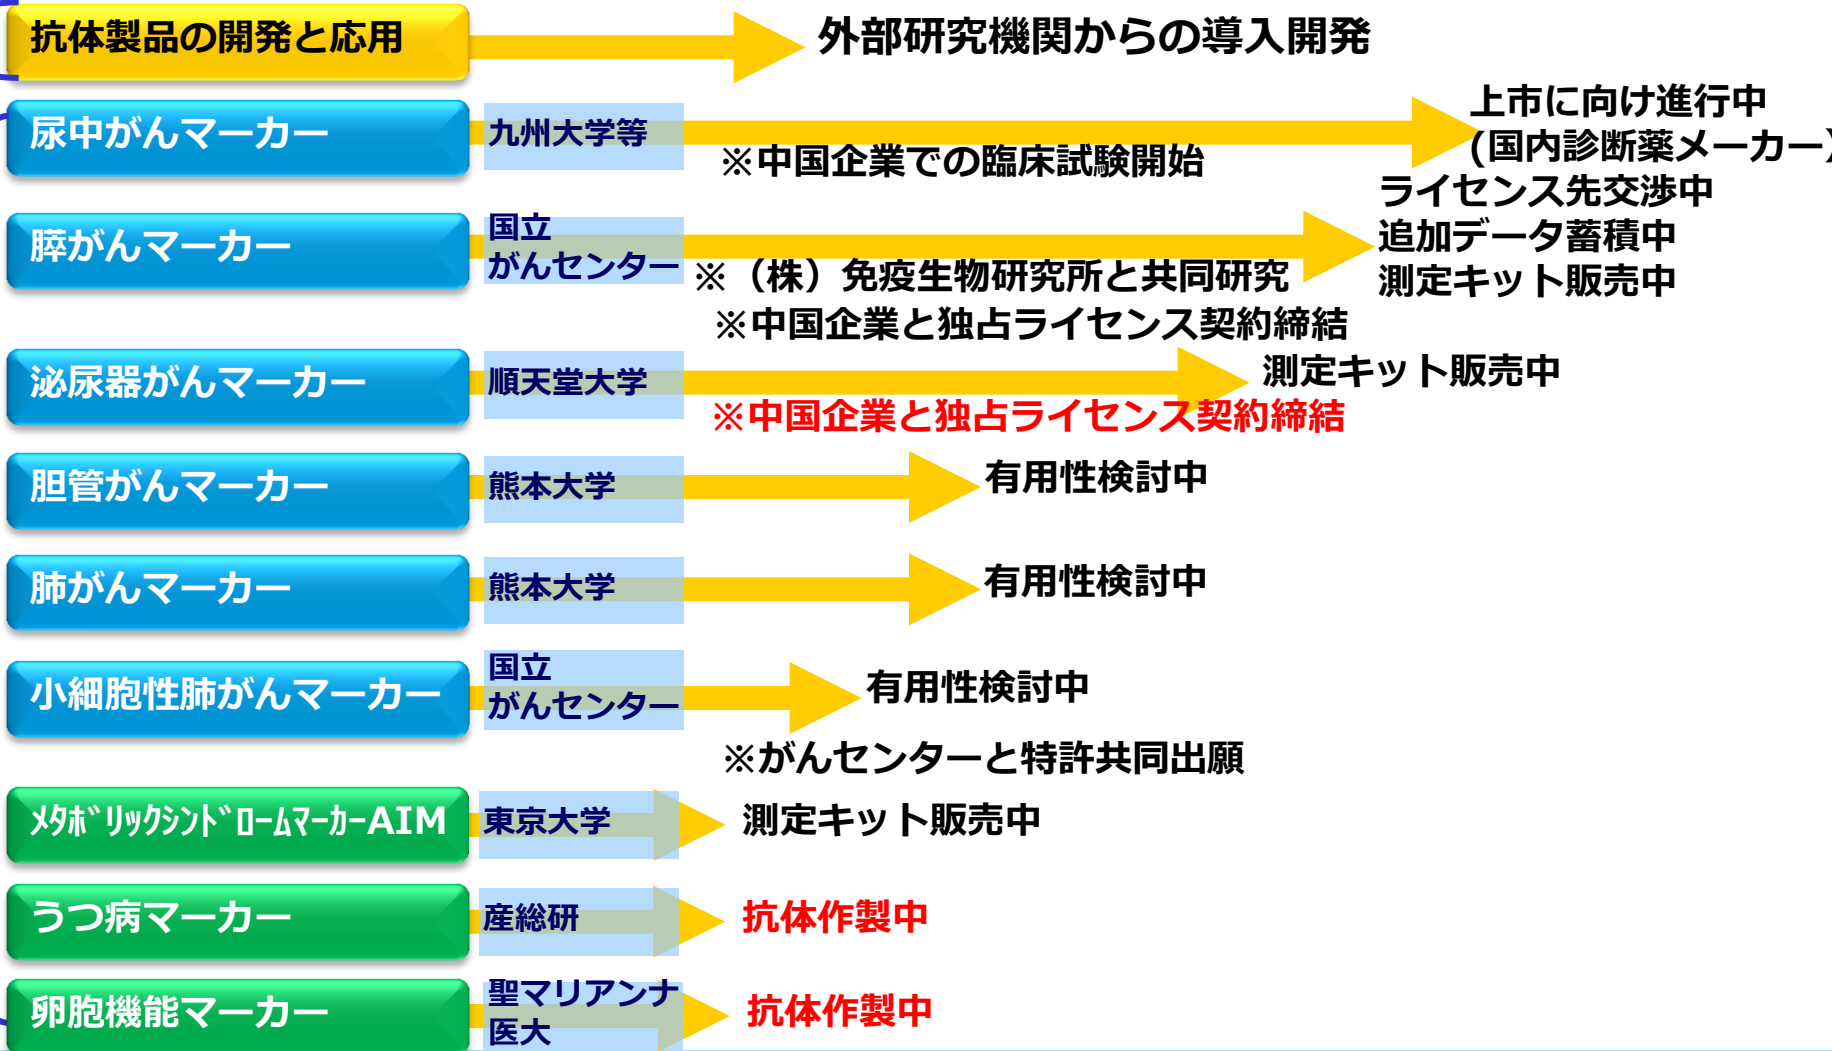 抗体製品の開発と応用
外部研究機関からの導入開発
尿中がんマーカー
九州大学等
※中国企業での臨床試験開始
上市に向け進行中
(国内診断薬メーカー)
膵がんマーカー
国立
がんセンター
※（株）免疫生物研究所と共同研究
※中国企業と独占ライセンス契約締結
ライセンス先交渉中
追加データ蓄積中
測定キット販売中
泌尿器がんマーカー
順天堂大学
測定キット販売中
※中国企業と独占ライセンス契約締結
胆管がんマーカー
熊本大学
有用性検討中
肺がんマーカー
熊本大学
有用性検討中
小細胞性肺がんマーカー
国立
がんセンター
有用性検討中
※がんセンターと特許共同出願
ﾒﾀﾎﾞﾘｯｸｼﾝﾄﾞﾛｰﾑﾏｰｶｰAIM
東京大学
測定キット販売中
うつ病マーカー
産総研
抗体作製中
卵胞機能マーカー
聖マリアンナ
医大
抗体作製中